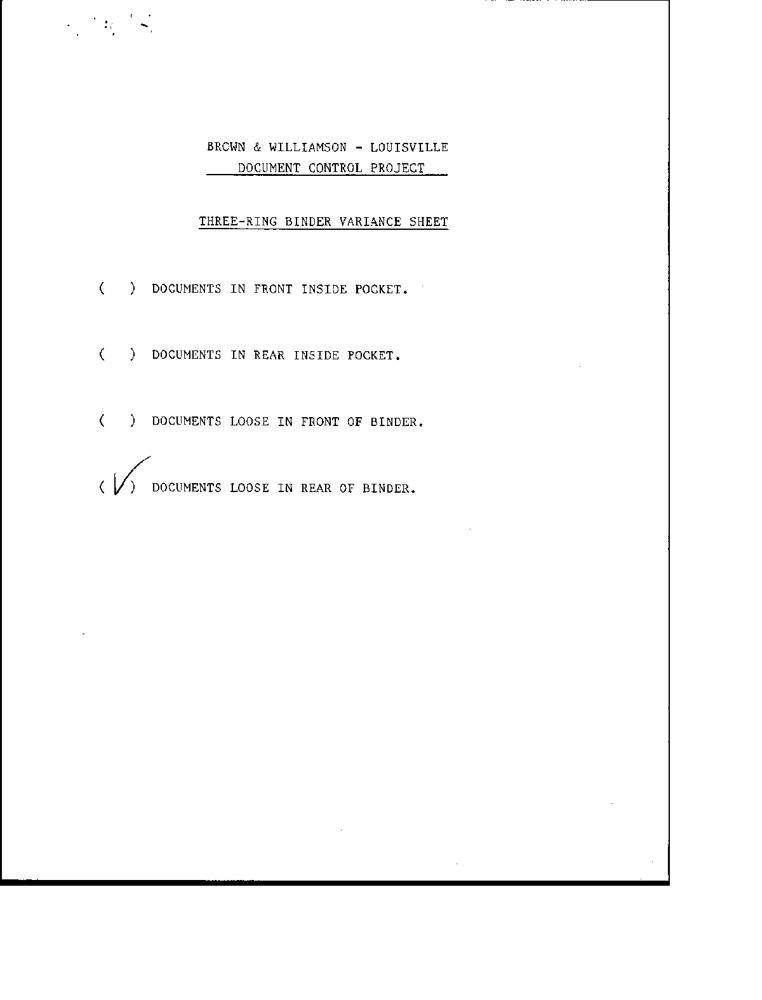 BROWN & WILLIAMSON - LOUISVILLE
DOCUMENT CONTROL PROJECT
THREE-RING BINDER VARIANCE SHEET
( ) DOCUMENTS IN FRONT INSIDE POCKET.
( ) DOCUMENTS IN REAR INSIDE POCKET.
( ) DOCUMENTS LOOSE IN FRONT OF BINDER.
(✓) DOCUMENTS LOOSE IN REAR OF BINDER.